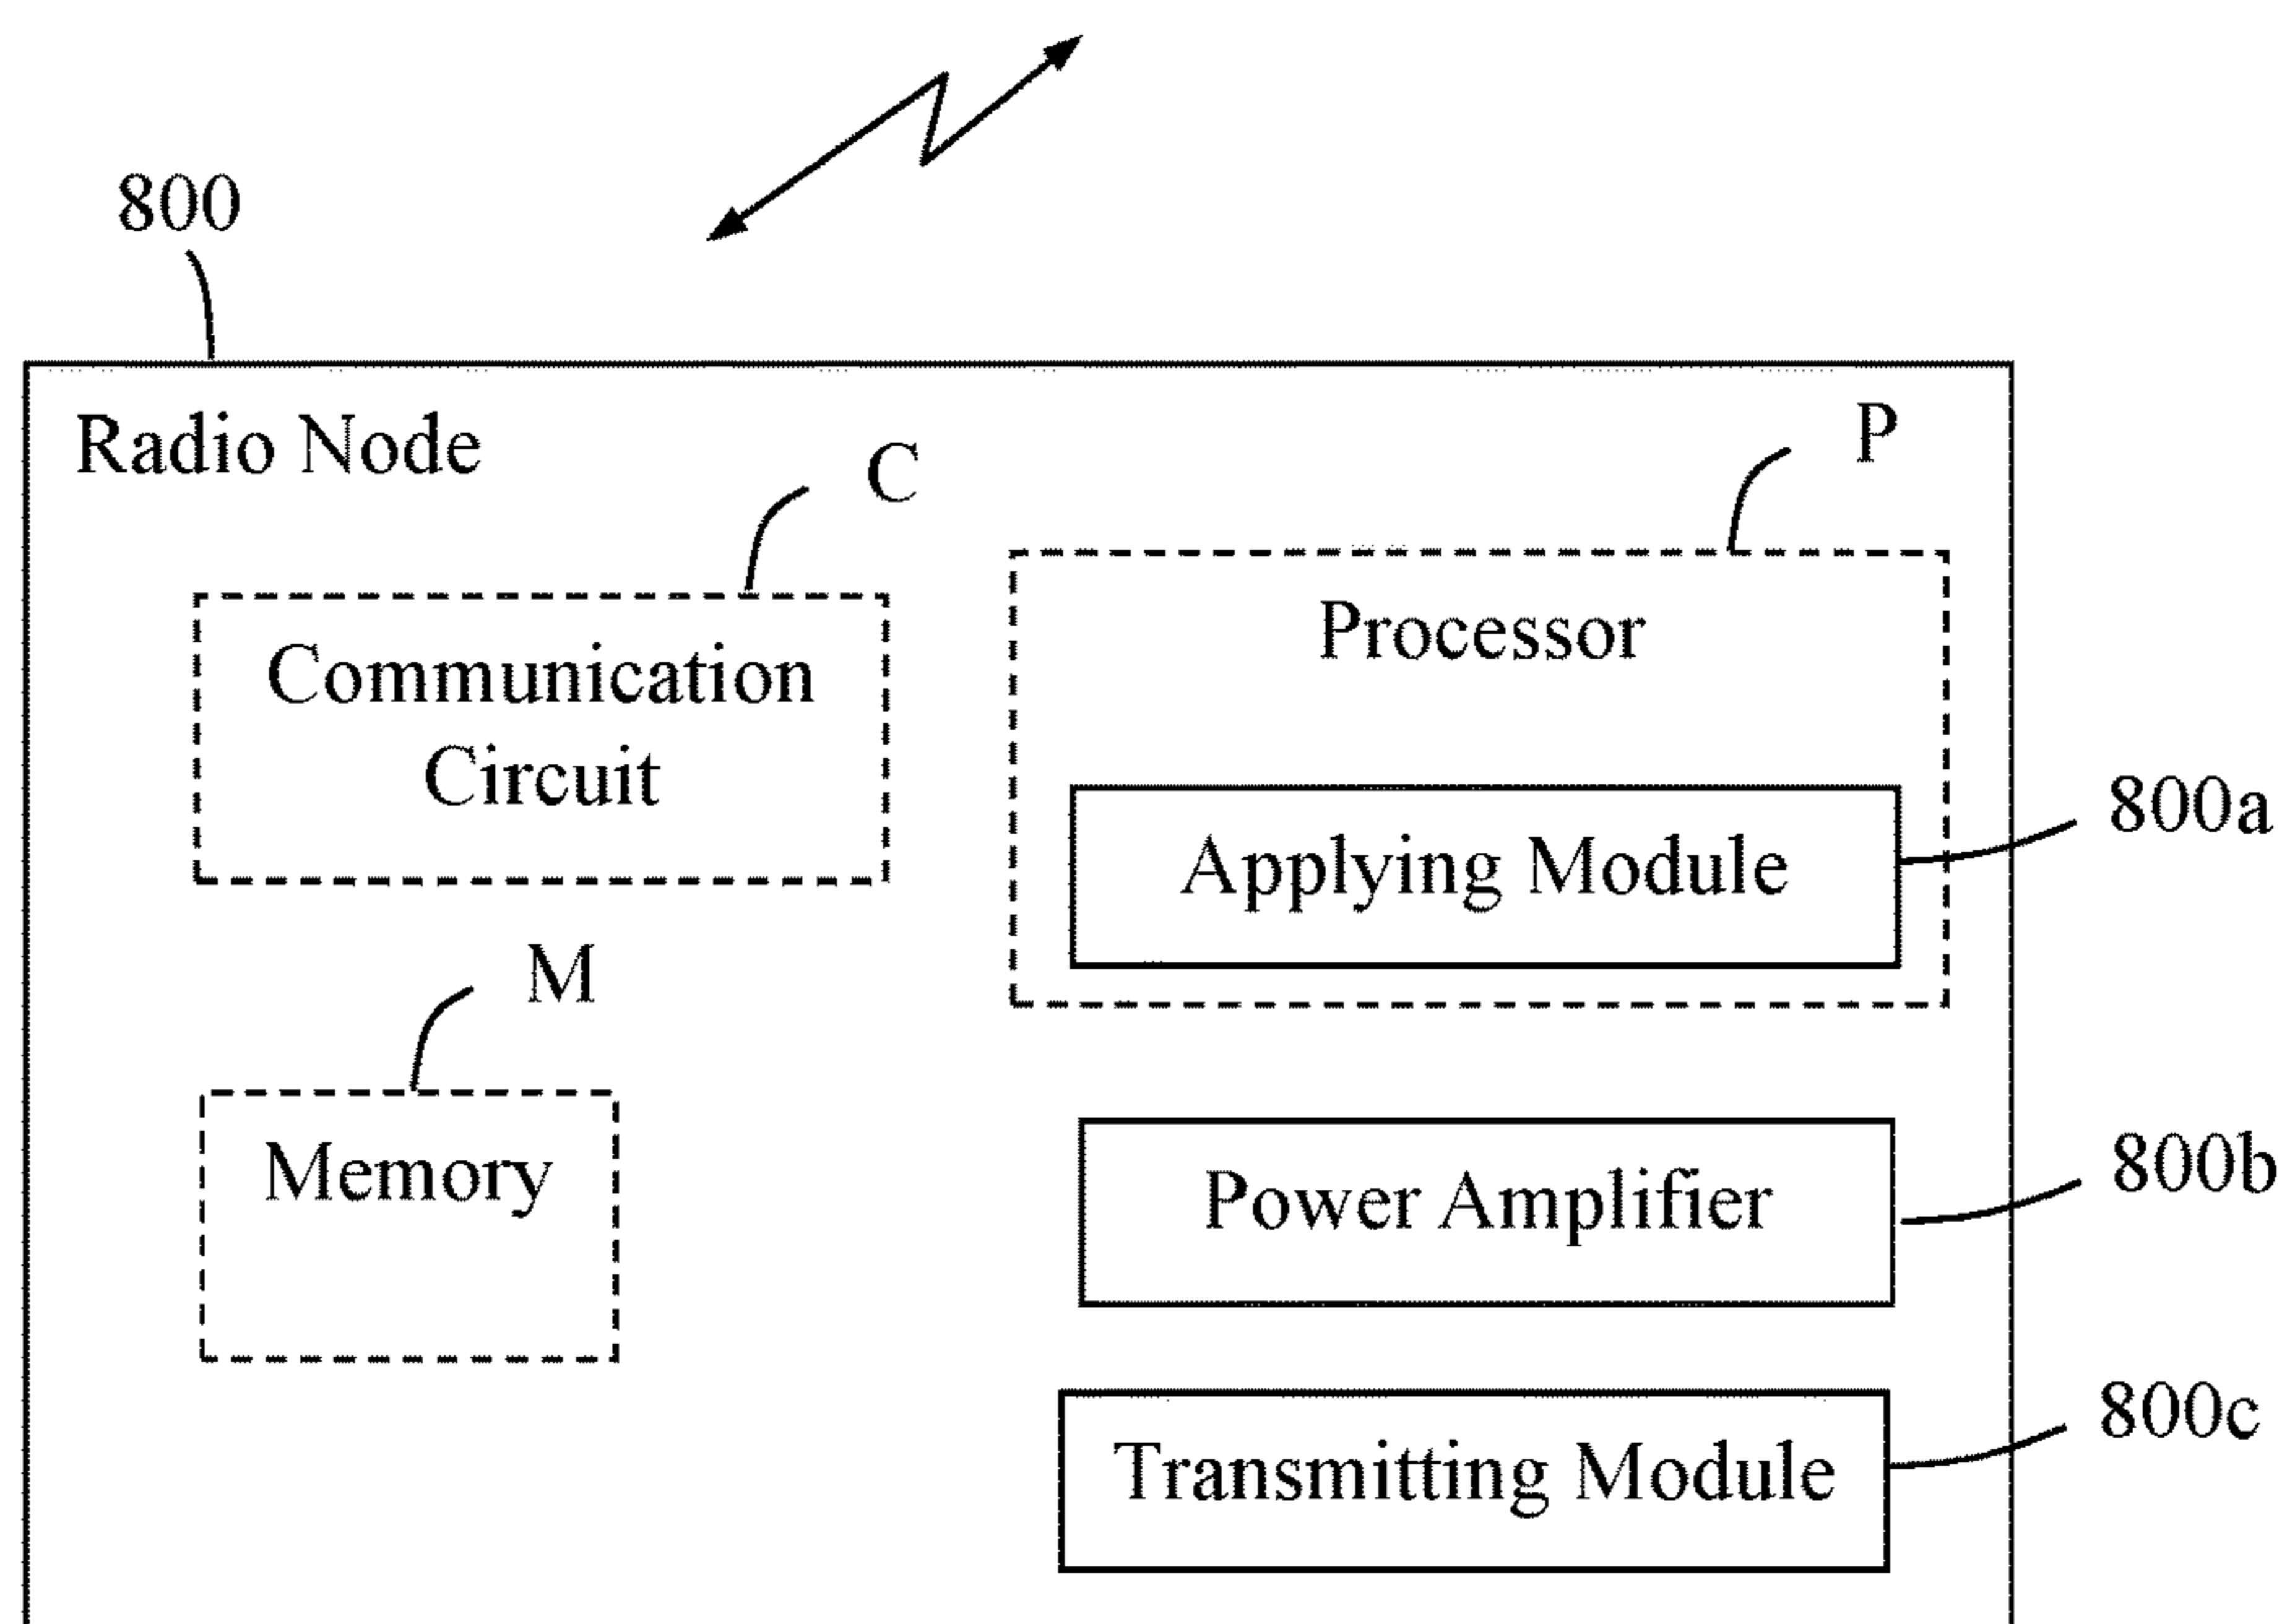 800
Radio Node
C
P
Communication
Circuit
Processor
Applying Module
800a
M
Memory
Power Amplifier
800b
Transmitting Module
800c